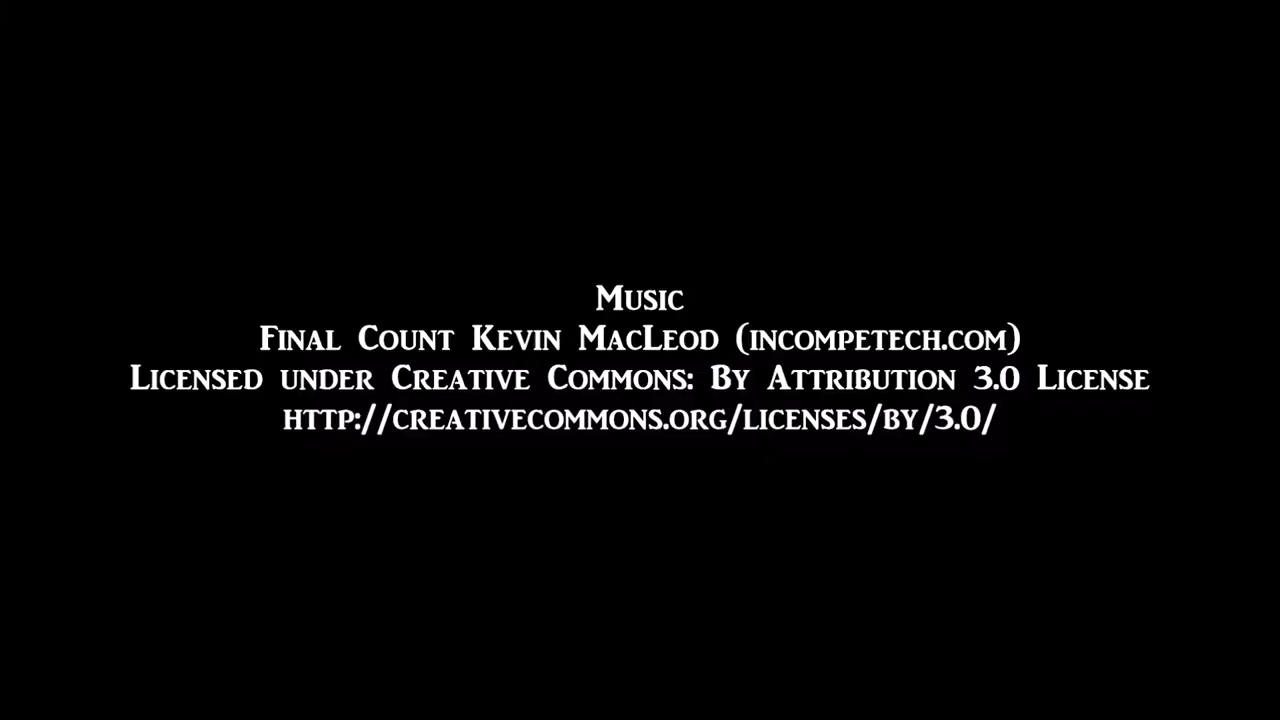 Music
Final Count Kevin MacLeod (incompetech.com)
Licensed under Creative Commons: By Attribution 3.0 License
http://creativecommons.org/licenses/by/3.0/